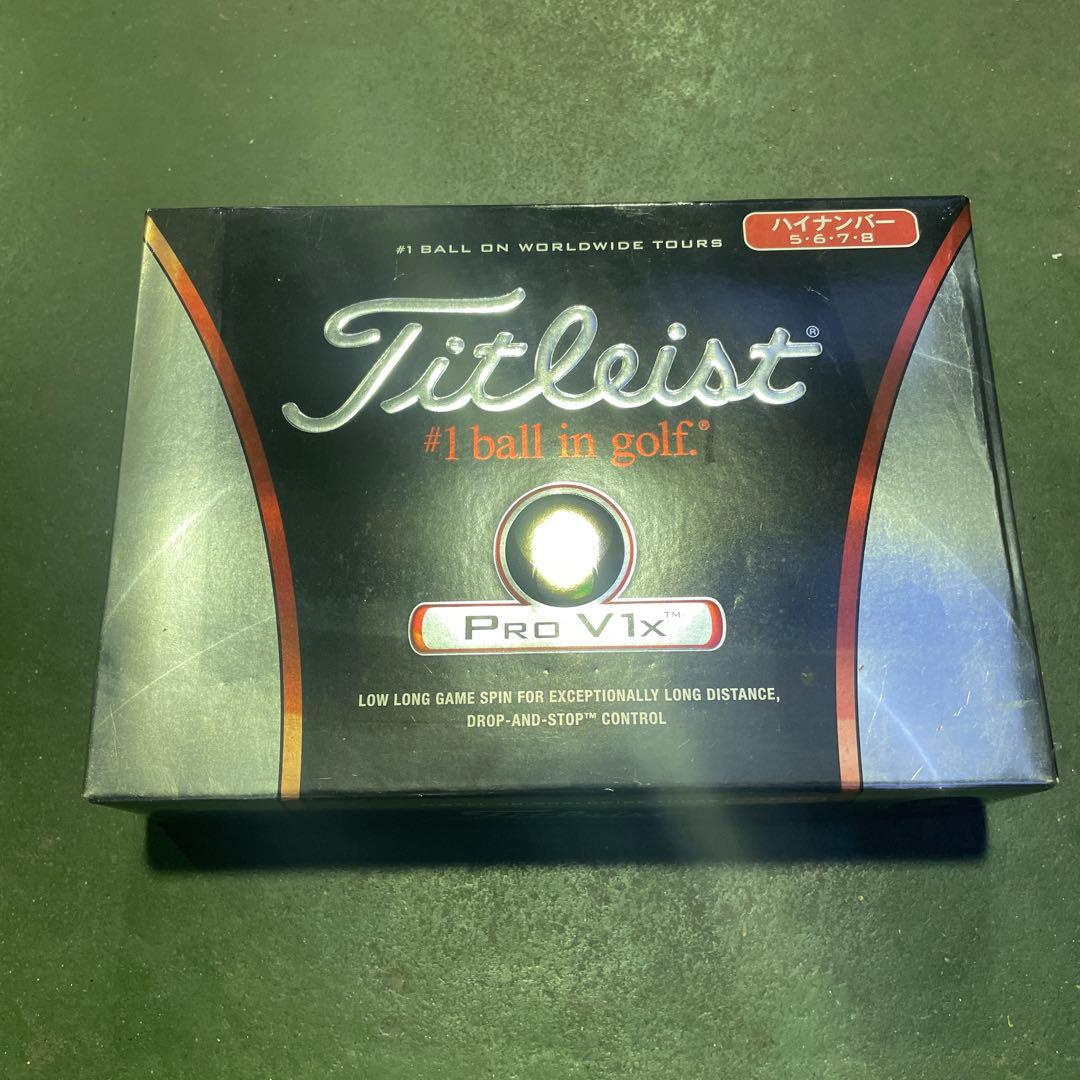 #1 BALL ON WORLDWIDE TOURS
ハイナンバー
5・6・7・8
Titleist®
#1 ball in golf.®
PRO V1x™
LOW LONG GAME SPIN FOR EXCEPTIONALLY LONG DISTANCE,
DROP-AND-STOP™ CONTROL